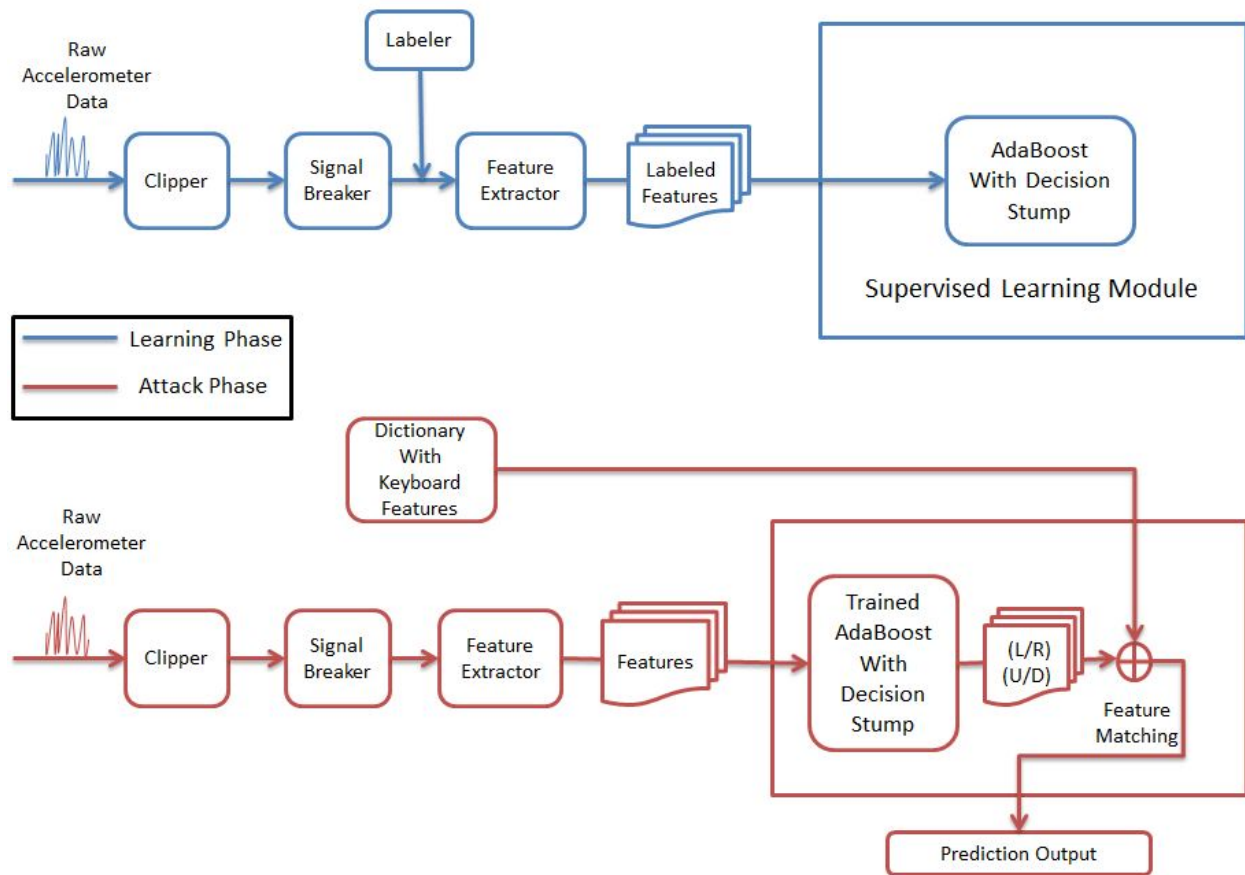 Raw
Accelerometer
Data
Labeler
Clipper
Signal
Breaker
Feature
Extractor
Labeled
Features
AdaBoost
With Decision
Stump
Supervised Learning Module
Learning Phase
Attack Phase
Dictionary
With
Keyboard
Features
Raw
Accelerometer
Data
Clipper
Signal
Breaker
Feature
Extractor
Features
Trained
AdaBoost
With
Decision
Stump
(L/R)
(U/D)
Feature
Matching
Prediction Output